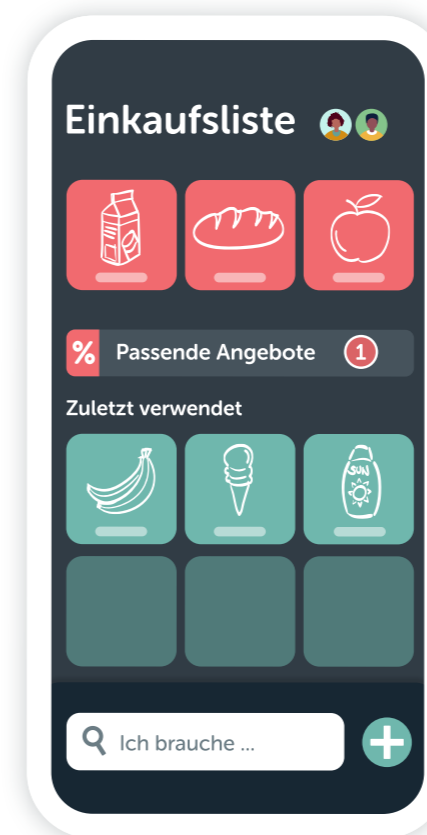 Einkaufsliste
% Passende Angebote 1
Zuletzt verwendet
SUN
Ich brauche ...